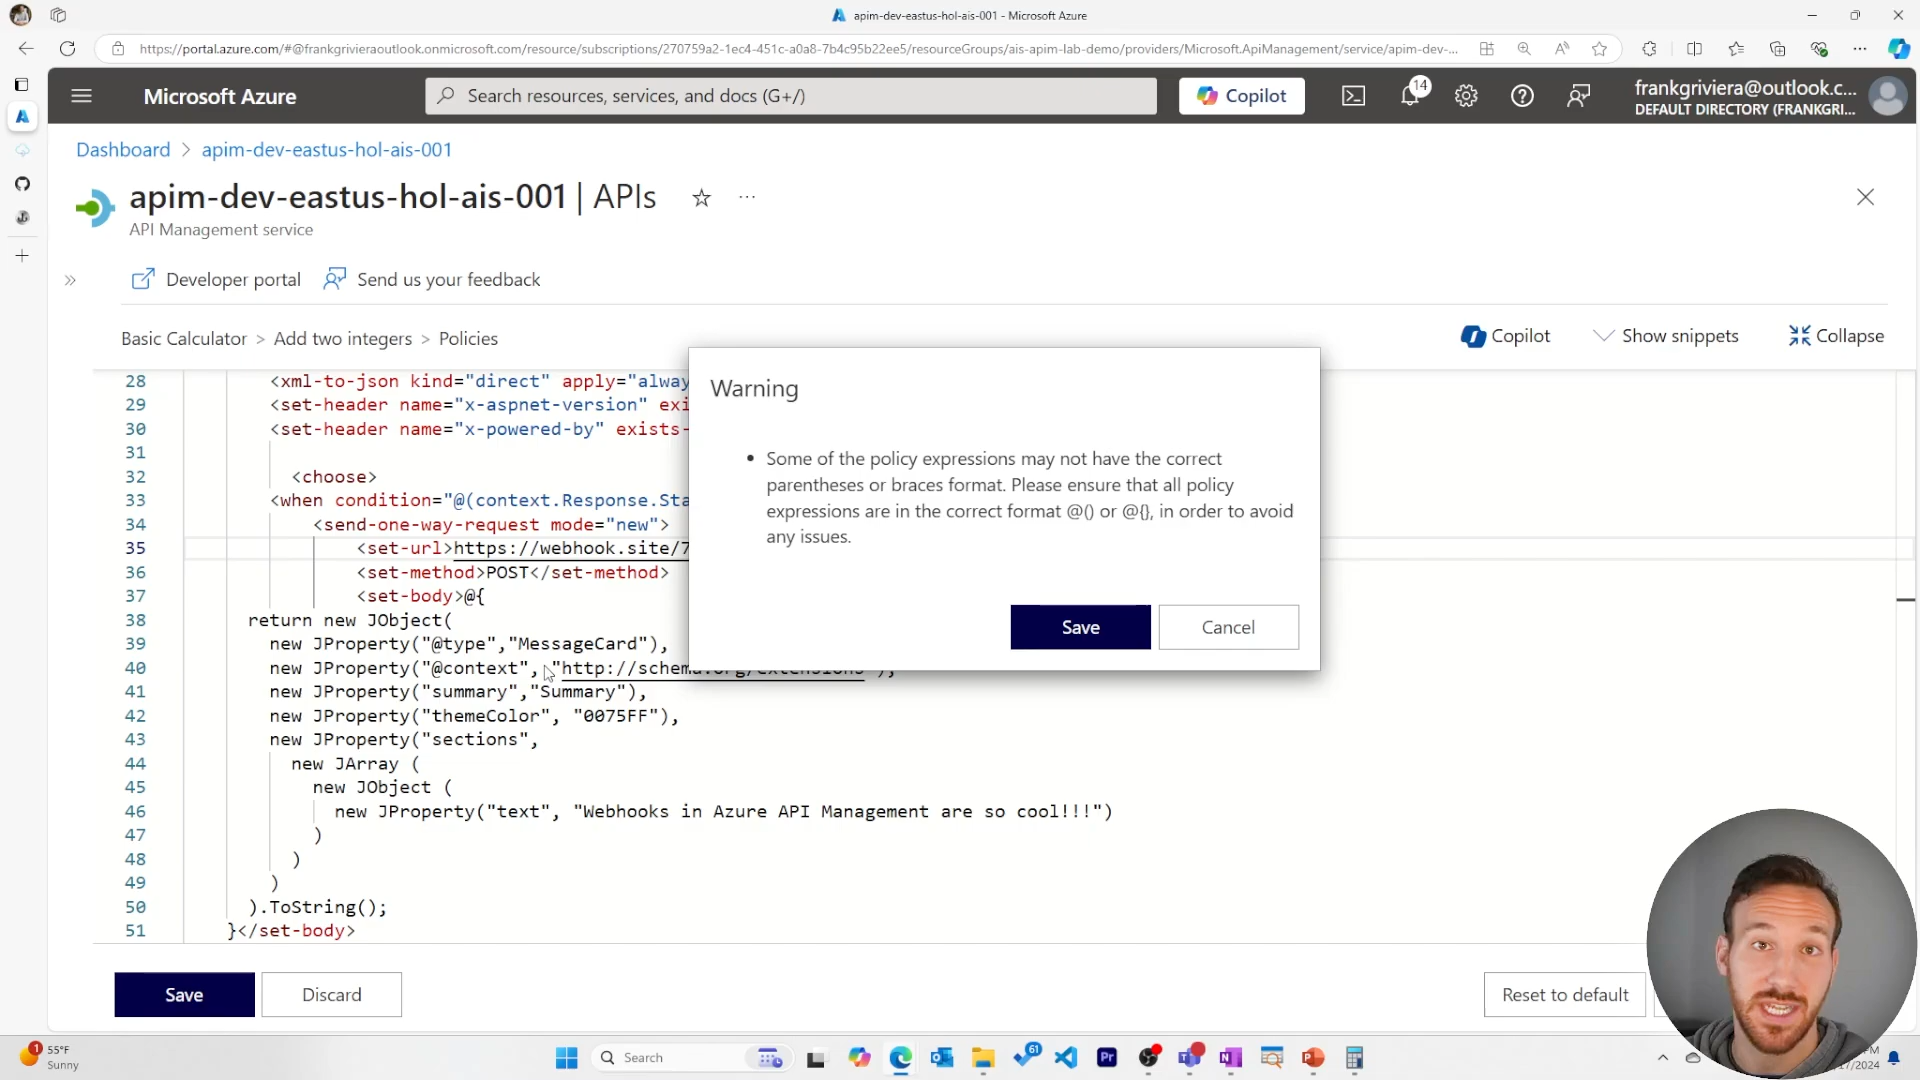 apim-dev-eastus-hol-ais-001 - Microsoft Azure
https://portal.azure.com/#@frankgrivieraoutlook.onmicrosoft.com/resource/subscriptions/270759a2-1ec4-451c-a0a8-7b4c95b22ee5/resourceGroups/ais-apim-lab-demo/providers/Microsoft.ApiManagement/service/apim-dev-...
Microsoft Azure
Search resources, services, and docs (G+/)
Copilot
14
frankgriviera@outlook.c...
DEFAULT DIRECTORY (FRANKGRI...
Dashboard > apim-dev-eastus-hol-ais-001
apim-dev-eastus-hol-ais-001 | APIs
API Management service
Developer portal
Send us your feedback
Basic Calculator > Add two integers > Policies
Copilot
Show snippets
Collapse
28 <xml-to-json kind="direct" apply="alway
29 <set-header name="x-aspnet-version" exi
30 <set-header name="x-powered-by" exists-
31
32 <choose>
33 <when condition="@(context.Response.Sta
34 <send-one-way-request mode="new">
35 <set-url>https://webhook.site/7
36 <set-method>POST</set-method>
37 <set-body>@{
38 return new JObject(
39 new JProperty("@type","MessageCard"),
40 new JProperty("@context", "http://schema.org/extensions"),
41 new JProperty("summary","Summary"),
42 new JProperty("themeColor", "0075FF"),
43 new JProperty("sections",
44 new JArray (
45 new JObject (
46 new JProperty("text", "Webhooks in Azure API Management are so cool!!!")
47 )
48 )
49 )
50 ).ToString();
51 }</set-body>
Warning
• Some of the policy expressions may not have the correct
parentheses or braces format. Please ensure that all policy
expressions are in the correct format @() or @{}, in order to avoid
any issues.
Save
Cancel
Save
Discard
Reset to default
1
55°F
Sunny
Search
61
Pr
PM
17/2024